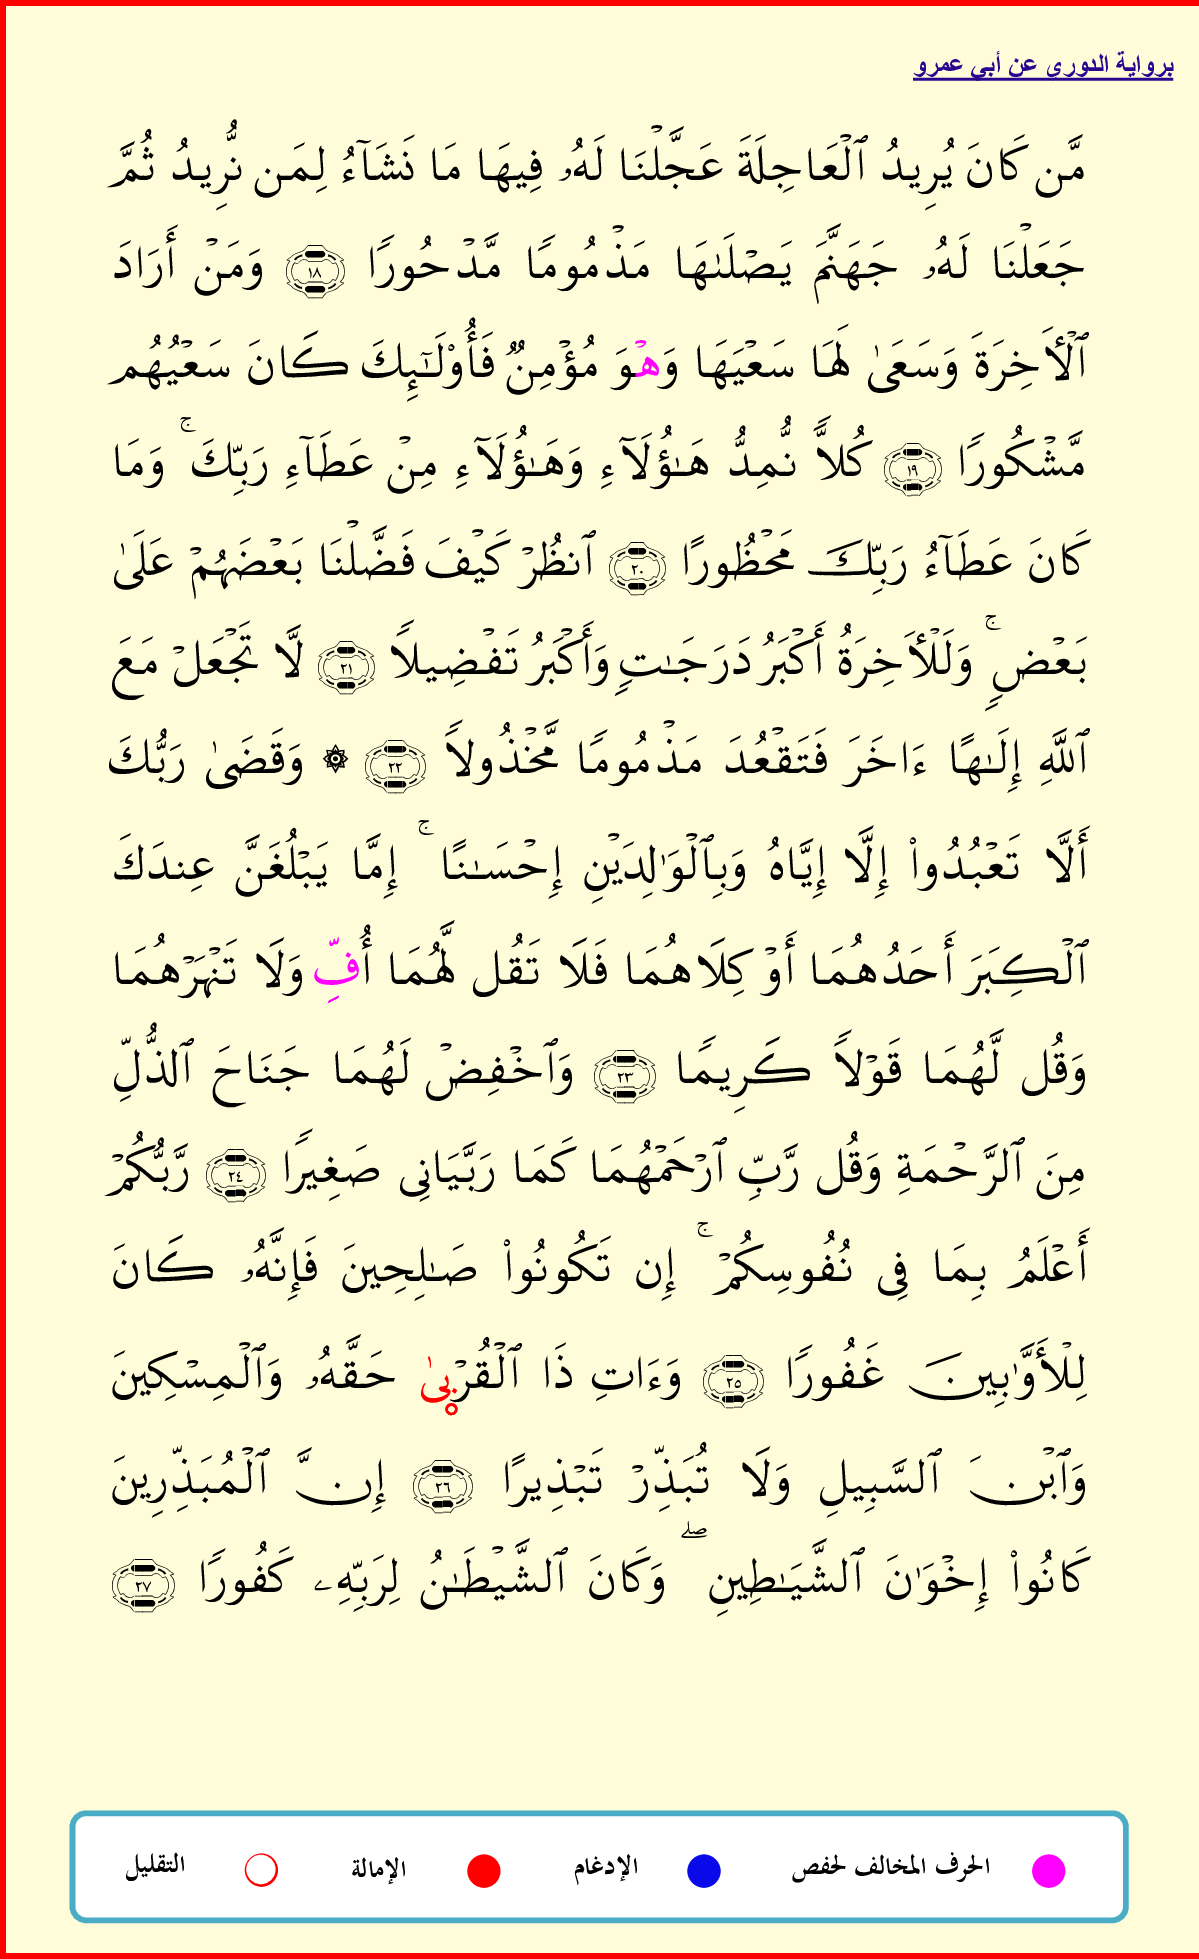 برواية الدورى عن أبى عمرو
مَّن كَانَ يُرِيدُ ٱلۡعَاجِلَةَ عَجَّلۡنَا لَهُۥ فِيهَا مَا نَشَآءُ لِمَن نُّرِيدُ ثُمَّ
جَعَلۡنَا لَهُۥ جَهَنَّمَ يَصۡلَىٰهَا مَذۡمُومًا مَّدۡحُورًا ١٨ وَمَنۡ أَرَادَ
ٱلۡأَخِرَةَ وَسَعَىٰ لَهَا سَعۡيَهَا وَهۡوَ مُؤۡمِنٌ فَأُوْلَـٰٓئِكَ كَانَ سَعۡيُهُم
مَّشۡكُورًا ١٩ كُلًّا نُّمِدُّ هَـٰٓؤُلَآءِ وَهَـٰٓؤُلَآءِ مِنۡ عَطَآءِ رَبِّكَۚ وَمَا
كَانَ عَطَآءُ رَبِّكَ مَحۡظُورًا ٢٠ ٱنظُرۡ كَيۡفَ فَضَّلۡنَا بَعۡضَهُمۡ عَلَىٰ
بَعۡضٍۚ وَلَلۡأَخِرَةُ أَكۡبَرُ دَرَجَـٰتٍ وَأَكۡبَرُ تَفۡضِيلًا ٢١ لَّا تَجۡعَلۡ مَعَ
ٱللَّهِ إِلَـٰهًا ءَاخَرَ فَتَقۡعُدَ مَذۡمُومًا مَّخۡذُولًا ٢٢ ۞ وَقَضَىٰ رَبُّكَ
أَلَّا تَعۡبُدُواْ إِلَّا إِيَّاهُ وَبِٱلۡوَٰلِدَيۡنِ إِحۡسَـٰنًاۚ إِمَّا يَبۡلُغَنَّ عِندَكَ
ٱلۡكِبَرَ أَحَدُهُمَا أَوۡ كِلَاهُمَا فَلَا تَقُل لَّهُمَا أُفِّ وَلَا تَنۡهَرۡهُمَا
وَقُل لَّهُمَا قَوۡلًا كَرِيمًا ٢٣ وَٱخۡفِضۡ لَهُمَا جَنَاحَ ٱلذُّلِّ
مِنَ ٱلرَّحۡمَةِ وَقُل رَّبِّ ٱرۡحَمۡهُمَا كَمَا رَبَّيَانِى صَغِيرًا ٢٤ رَّبُّكُمۡ
أَعۡلَمُ بِمَا فِى نُفُوسِكُمۡۚ إِن تَكُونُواْ صَـٰلِحِينَ فَإِنَّهُۥ كَانَ
لِلۡأَوَّٰبِينَ غَفُورًا ٢٥ وَءَاتِ ذَا ٱلۡقُرۡبَىٰ حَقَّهُۥ وَٱلۡمِسۡكِينَ
وَٱبۡنَ ٱلسَّبِيلِ وَلَا تُبَذِّرۡ تَبۡذِيرًا ٢٦ إِنَّ ٱلۡمُبَذِّرِينَ
كَانُواْ إِخۡوَٰنَ ٱلشَّيَـٰطِينِۖ وَكَانَ ٱلشَّيۡطَـٰنُ لِرَبِّهِۦ كَفُورًا ٢٧
الحرف المخالف لحفص الإدغام الإمالة التقليل